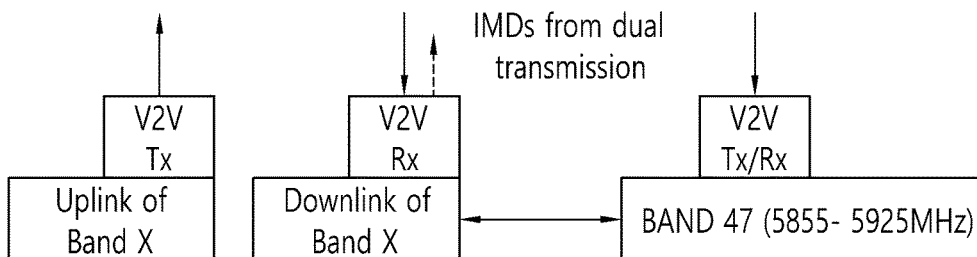 IMDs from dual
transmission
V2V
Tx
V2V
Rx
V2V
Tx/Rx
Uplink of
Band X
Downlink of
Band X
BAND 47 (5855- 5925MHz)